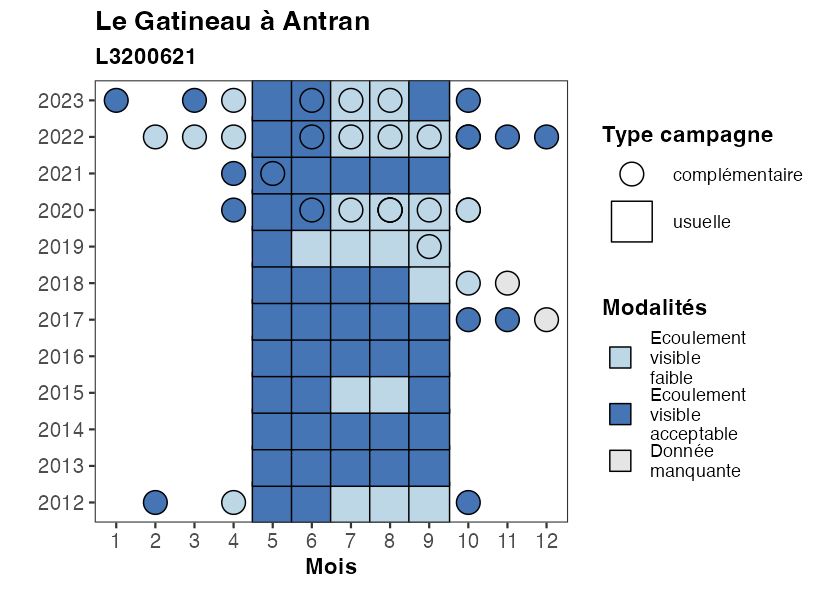 Le Gatineau à Antran
L3200621
2023
2022
2021
2020
2019
2018
2017
2016
2015
2014
2013
2012
1 2 3 4 5 6 7 8 9 10 11 12
Mois
Type campagne
complémentaire
usuelle
Modalités
Ecoulement
visible
faible
Ecoulement
visible
acceptable
Donnée
manquante